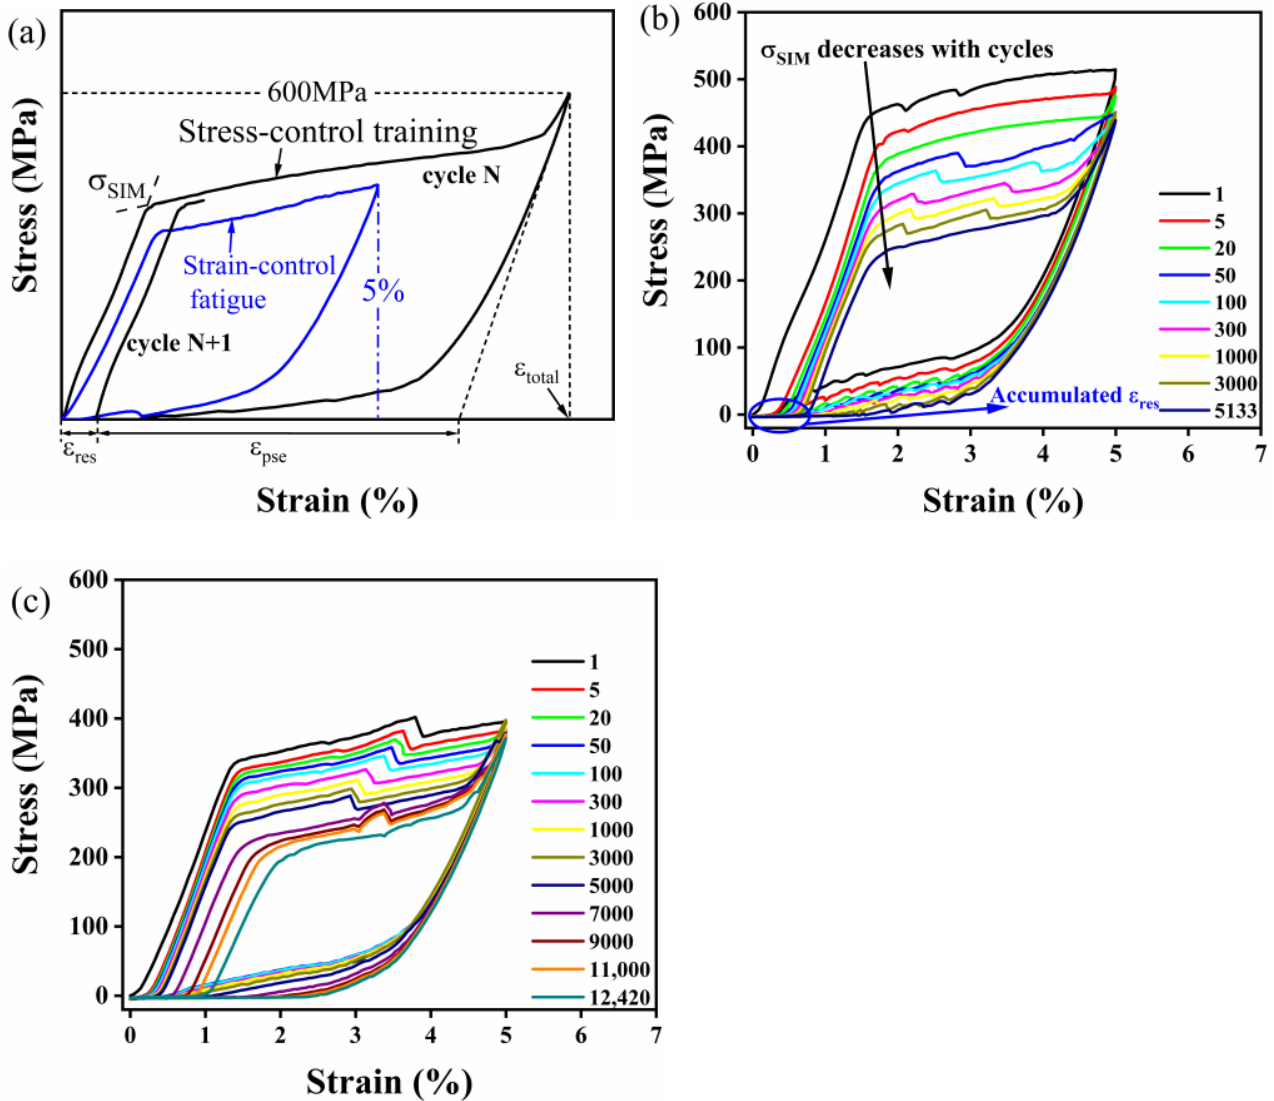 (a)
Stress (MPa)
600MPa
Stress-control training
σSIM
cycle N
Strain-control
fatigue
5%
cycle N+1
εtotal
εres
εpse
Strain (%)
(b)
Stress (MPa)
600
500
400
300
200
100
0
σSIM decreases with cycles
1
5
20
50
100
300
1000
3000
5133
Accumulated εres
0 1 2 3 4 5 6 7
Strain (%)
(c)
Stress (MPa)
600
500
400
300
200
100
0
1
5
20
50
100
300
1000
3000
5000
7000
9000
11,000
12,420
0 1 2 3 4 5 6 7
Strain (%)